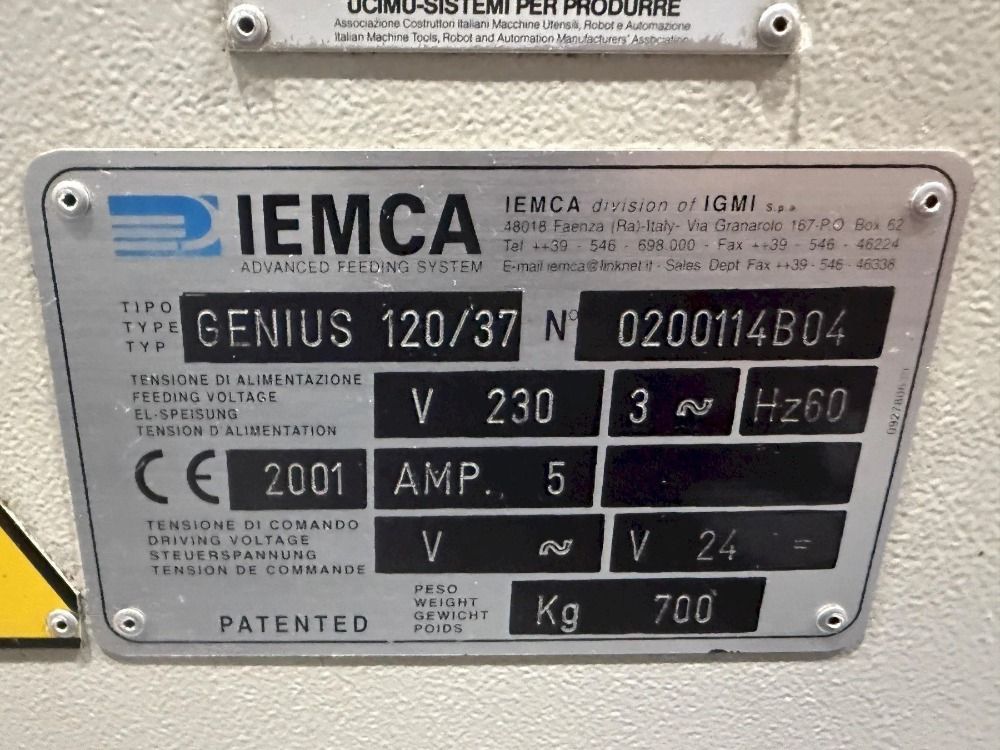 UCIMU-SISTEMI PER PRODURRE
Associazione Costruttori Italiani Macchine Utensili, Robot e Automazione
Italian Machine Tools, Robot and Automation Manufacturers' Association
IEMCA
ADVANCED FEEDING SYSTEM
IEMCA division of IGMI s.p.a
48018 Faenza (Ra)-Italy- Via Granarolo 167-P.O. Box 62
Tel ++39 - 546 - 698.000 - Fax ++39 - 546 - 46224
E-mail iemca@linknet.it - Sales Dept Fax ++39 - 546 - 46338
TIPO
TYPE
TYP
GENIUS 120/37 N° 0200114B04
TENSIONE DI ALIMENTAZIONE
FEEDING VOLTAGE
EL-SPEISUNG
TENSION D ALIMENTATION
V 230 3 ~ Hz60
CE 2001 AMP. 5
TENSIONE DI COMANDO
DRIVING VOLTAGE
STEUERSPANNUNG
TENSION DE COMMANDE
V ~ V 24 =
PATENTED
PESO
WEIGHT
GEWICHT
POIDS
Kg 700